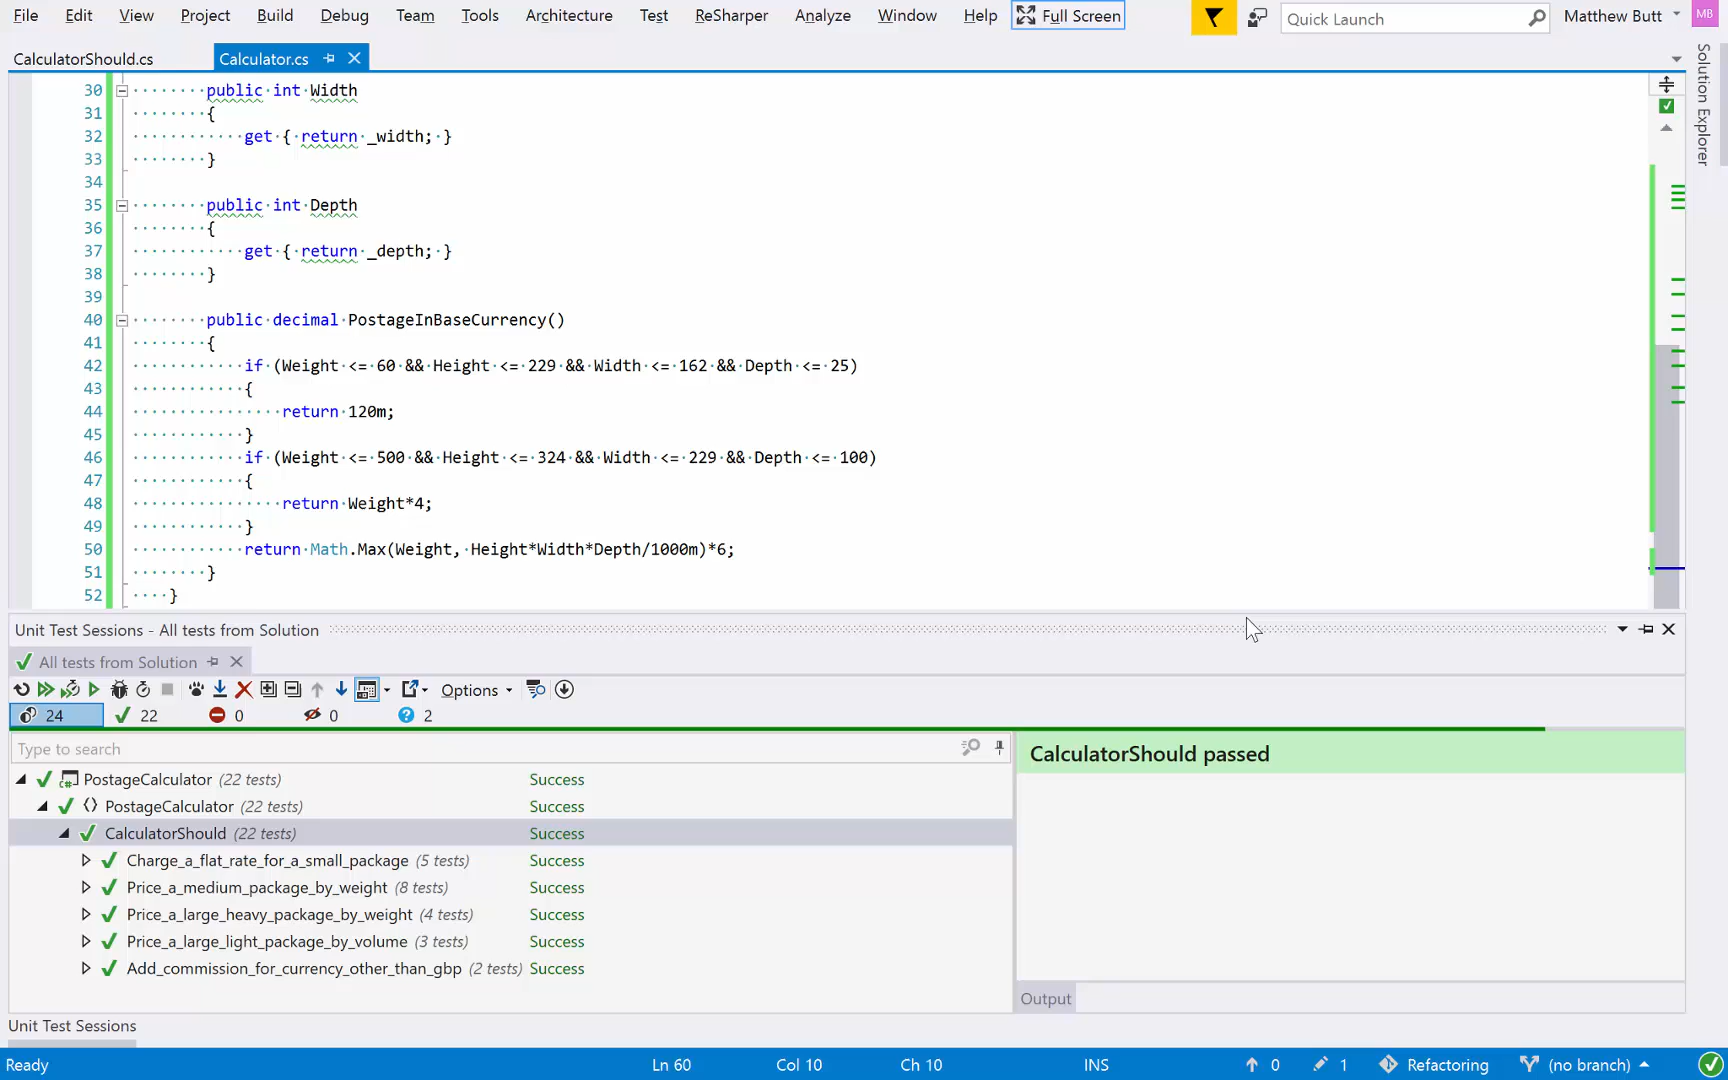 File Edit View Project Build Debug Team Tools Architecture Test ReSharper Analyze Window Help Full Screen Quick Launch Matthew Butt MB
CalculatorShould.cs Calculator.cs
Solution Explorer
30 public int Width
31 {
32 get { return _width; }
33 }
34
35 public int Depth
36 {
37 get { return _depth; }
38 }
39
40 public decimal PostageInBaseCurrency()
41 {
42 if (Weight <= 60 && Height <= 229 && Width <= 162 && Depth <= 25)
43 {
44 return 120m;
45 }
46 if (Weight <= 500 && Height <= 324 && Width <= 229 && Depth <= 100)
47 {
48 return Weight*4;
49 }
50 return Math.Max(Weight, Height*Width*Depth/1000m)*6;
51 }
52 }
Unit Test Sessions - All tests from Solution
All tests from Solution
Options
24 22 0 0 2
Type to search
CalculatorShould passed
PostageCalculator (22 tests) Success
PostageCalculator (22 tests) Success
CalculatorShould (22 tests) Success
Charge_a_flat_rate_for_a_small_package (5 tests) Success
Price_a_medium_package_by_weight (8 tests) Success
Price_a_large_heavy_package_by_weight (4 tests) Success
Price_a_large_light_package_by_volume (3 tests) Success
Add_commission_for_currency_other_than_gbp (2 tests) Success
Output
Unit Test Sessions
Ready Ln 60 Col 10 Ch 10 INS 0 1 Refactoring (no branch)